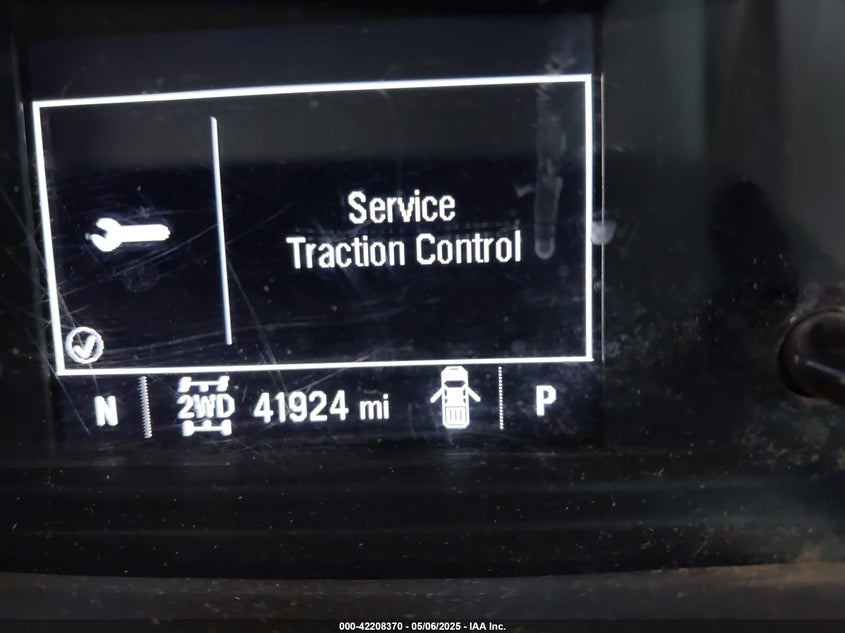 Service
Traction Control
N 2WD 41924 mi P
000-42208370 - 05/06/2025 - IAA Inc.